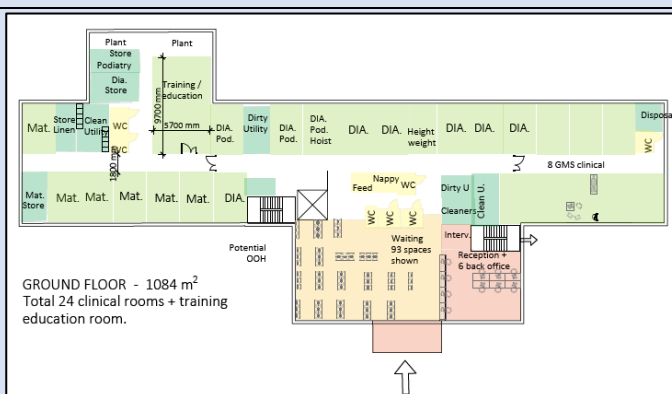 Plant
Plant
Store
Podiatry
Dia.
Store
Training /
education
9700 mm
5700 mm
Mat.
Store
Linen
Clean
Utility
WC
WC
1800 mm
DIA.
Pod.
Dirty
Utility
DIA.
Pod.
DIA.
Pod.
Hoist
DIA.
DIA.
Height
weight
DIA.
DIA.
Disposa
WC
8 GMS clinical
Mat.
Store
Mat.
Mat.
Mat.
Mat.
Mat.
DIA.
Nappy
Feed
WC
WC
WC
WC
Dirty U
Cleaners
Clean U.
Interv.
Reception +
6 back office
Waiting
93 spaces
shown
Potential
OOH
GROUND FLOOR - 1084 m²
Total 24 clinical rooms + training
education room.